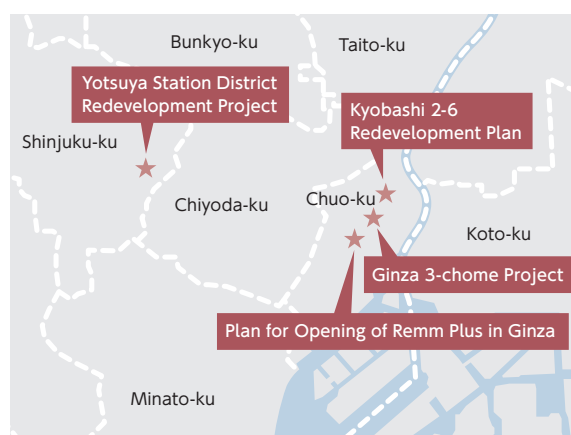 Bunkyo-ku
Taito-ku
Yotsuya Station District
Redevelopment Project
Kyobashi 2-6
Redevelopment Plan
Shinjuku-ku
Chiyoda-ku
Chuo-ku
Koto-ku
Ginza 3-chome Project
Plan for Opening of Remm Plus in Ginza
Minato-ku